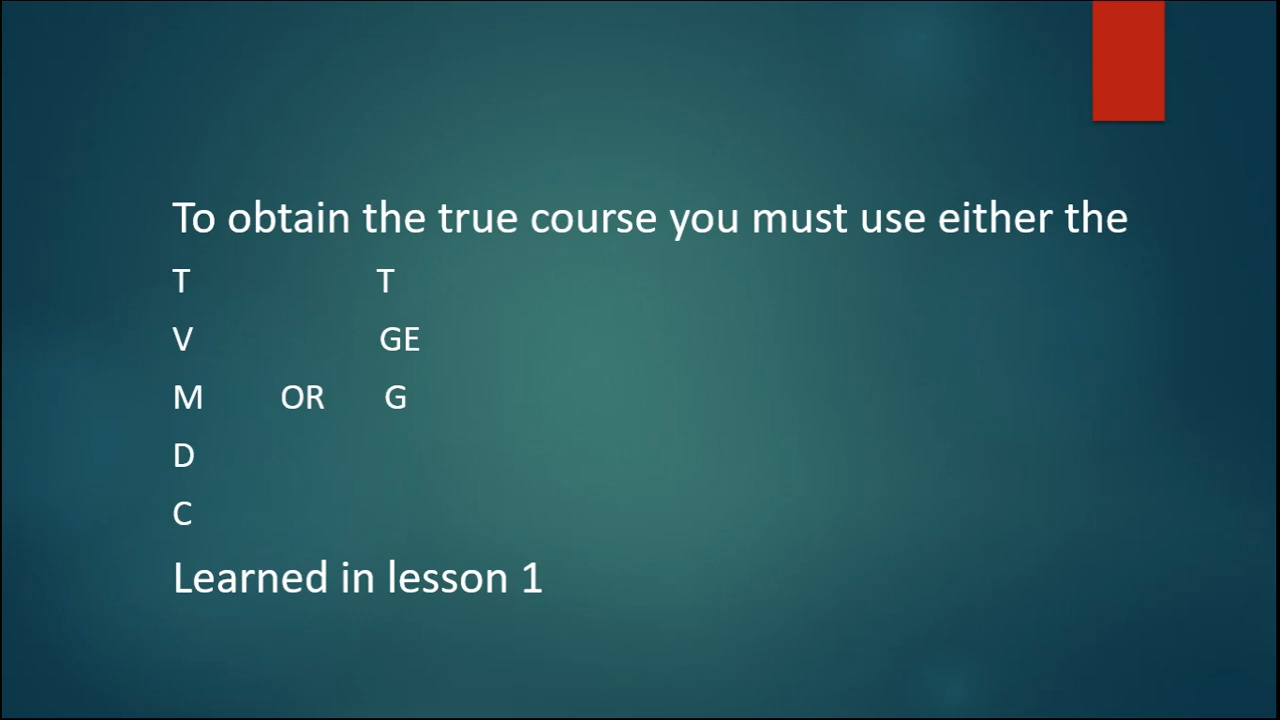 To obtain the true course you must use either the
T T
V GE
M OR G
D
C
Learned in lesson 1